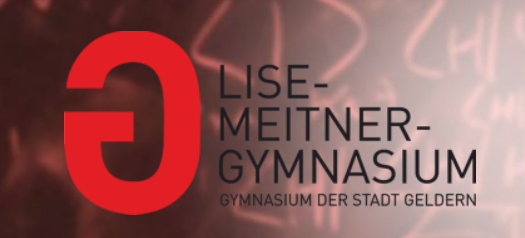 LISE-
MEITNER-
GYMNASIUM
GYMNASIUM DER STADT GELDERN